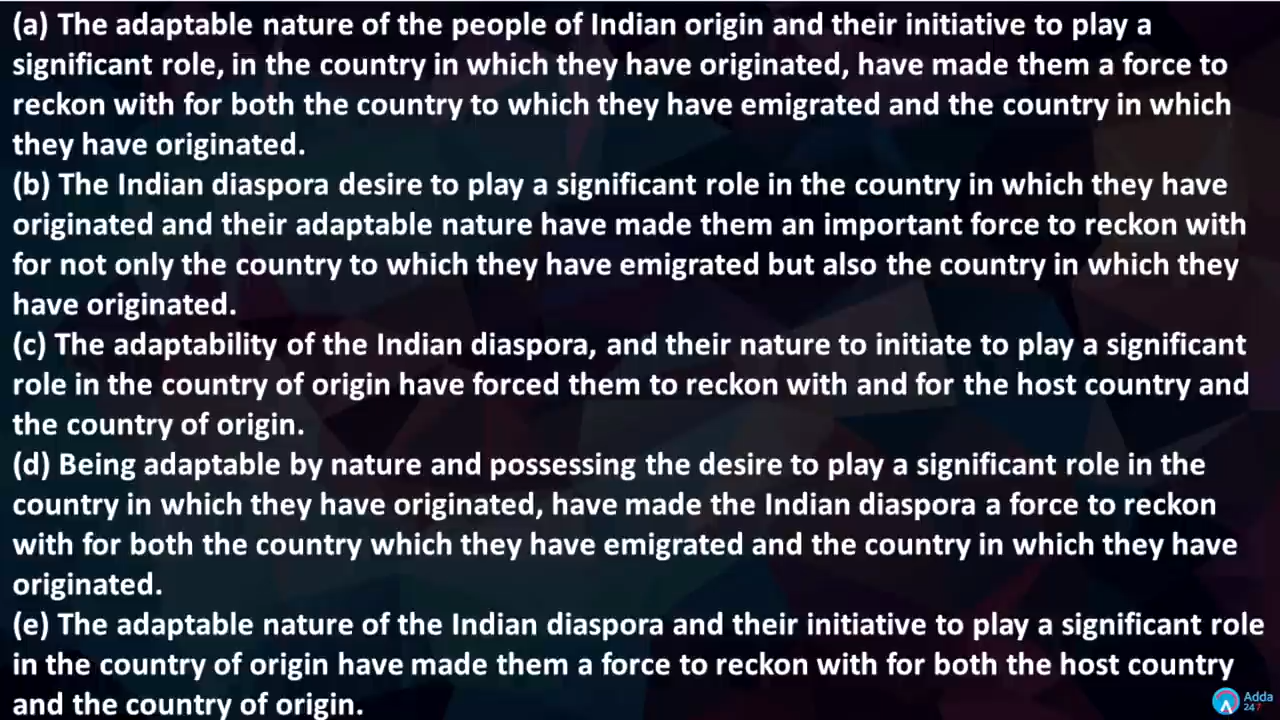 (a) The adaptable nature of the people of Indian origin and their initiative to play a
significant role, in the country in which they have originated, have made them a force to
reckon with for both the country to which they have emigrated and the country in which
they have originated.
(b) The Indian diaspora desire to play a significant role in the country in which they have
originated and their adaptable nature have made them an important force to reckon with
for not only the country to which they have emigrated but also the country in which they
have originated.
(c) The adaptability of the Indian diaspora, and their nature to initiate to play a significant
role in the country of origin have forced them to reckon with and for the host country and
the country of origin.
(d) Being adaptable by nature and possessing the desire to play a significant role in the
country in which they have originated, have made the Indian diaspora a force to reckon
with for both the country which they have emigrated and the country in which they have
originated.
(e) The adaptable nature of the Indian diaspora and their initiative to play a significant role
in the country of origin have made them a force to reckon with for both the host country
and the country of origin.
Adda
247